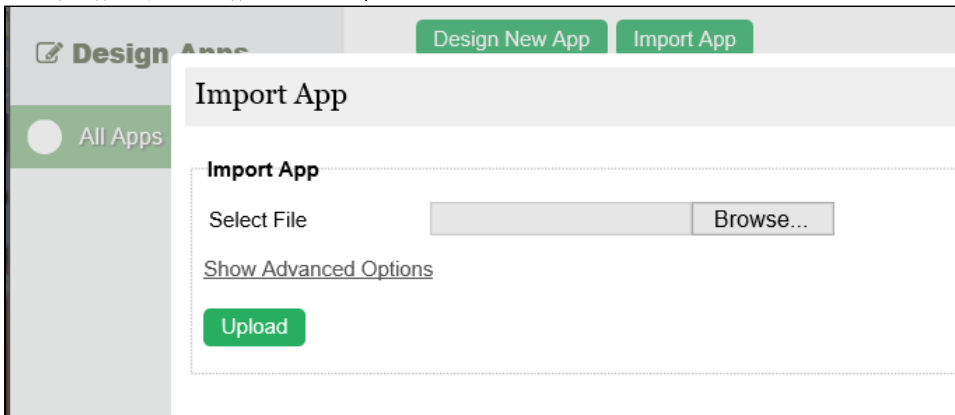 Design New App Import App
Design Apps
Import App
All Apps
Import App
Select File Browse...
Show Advanced Options
Upload